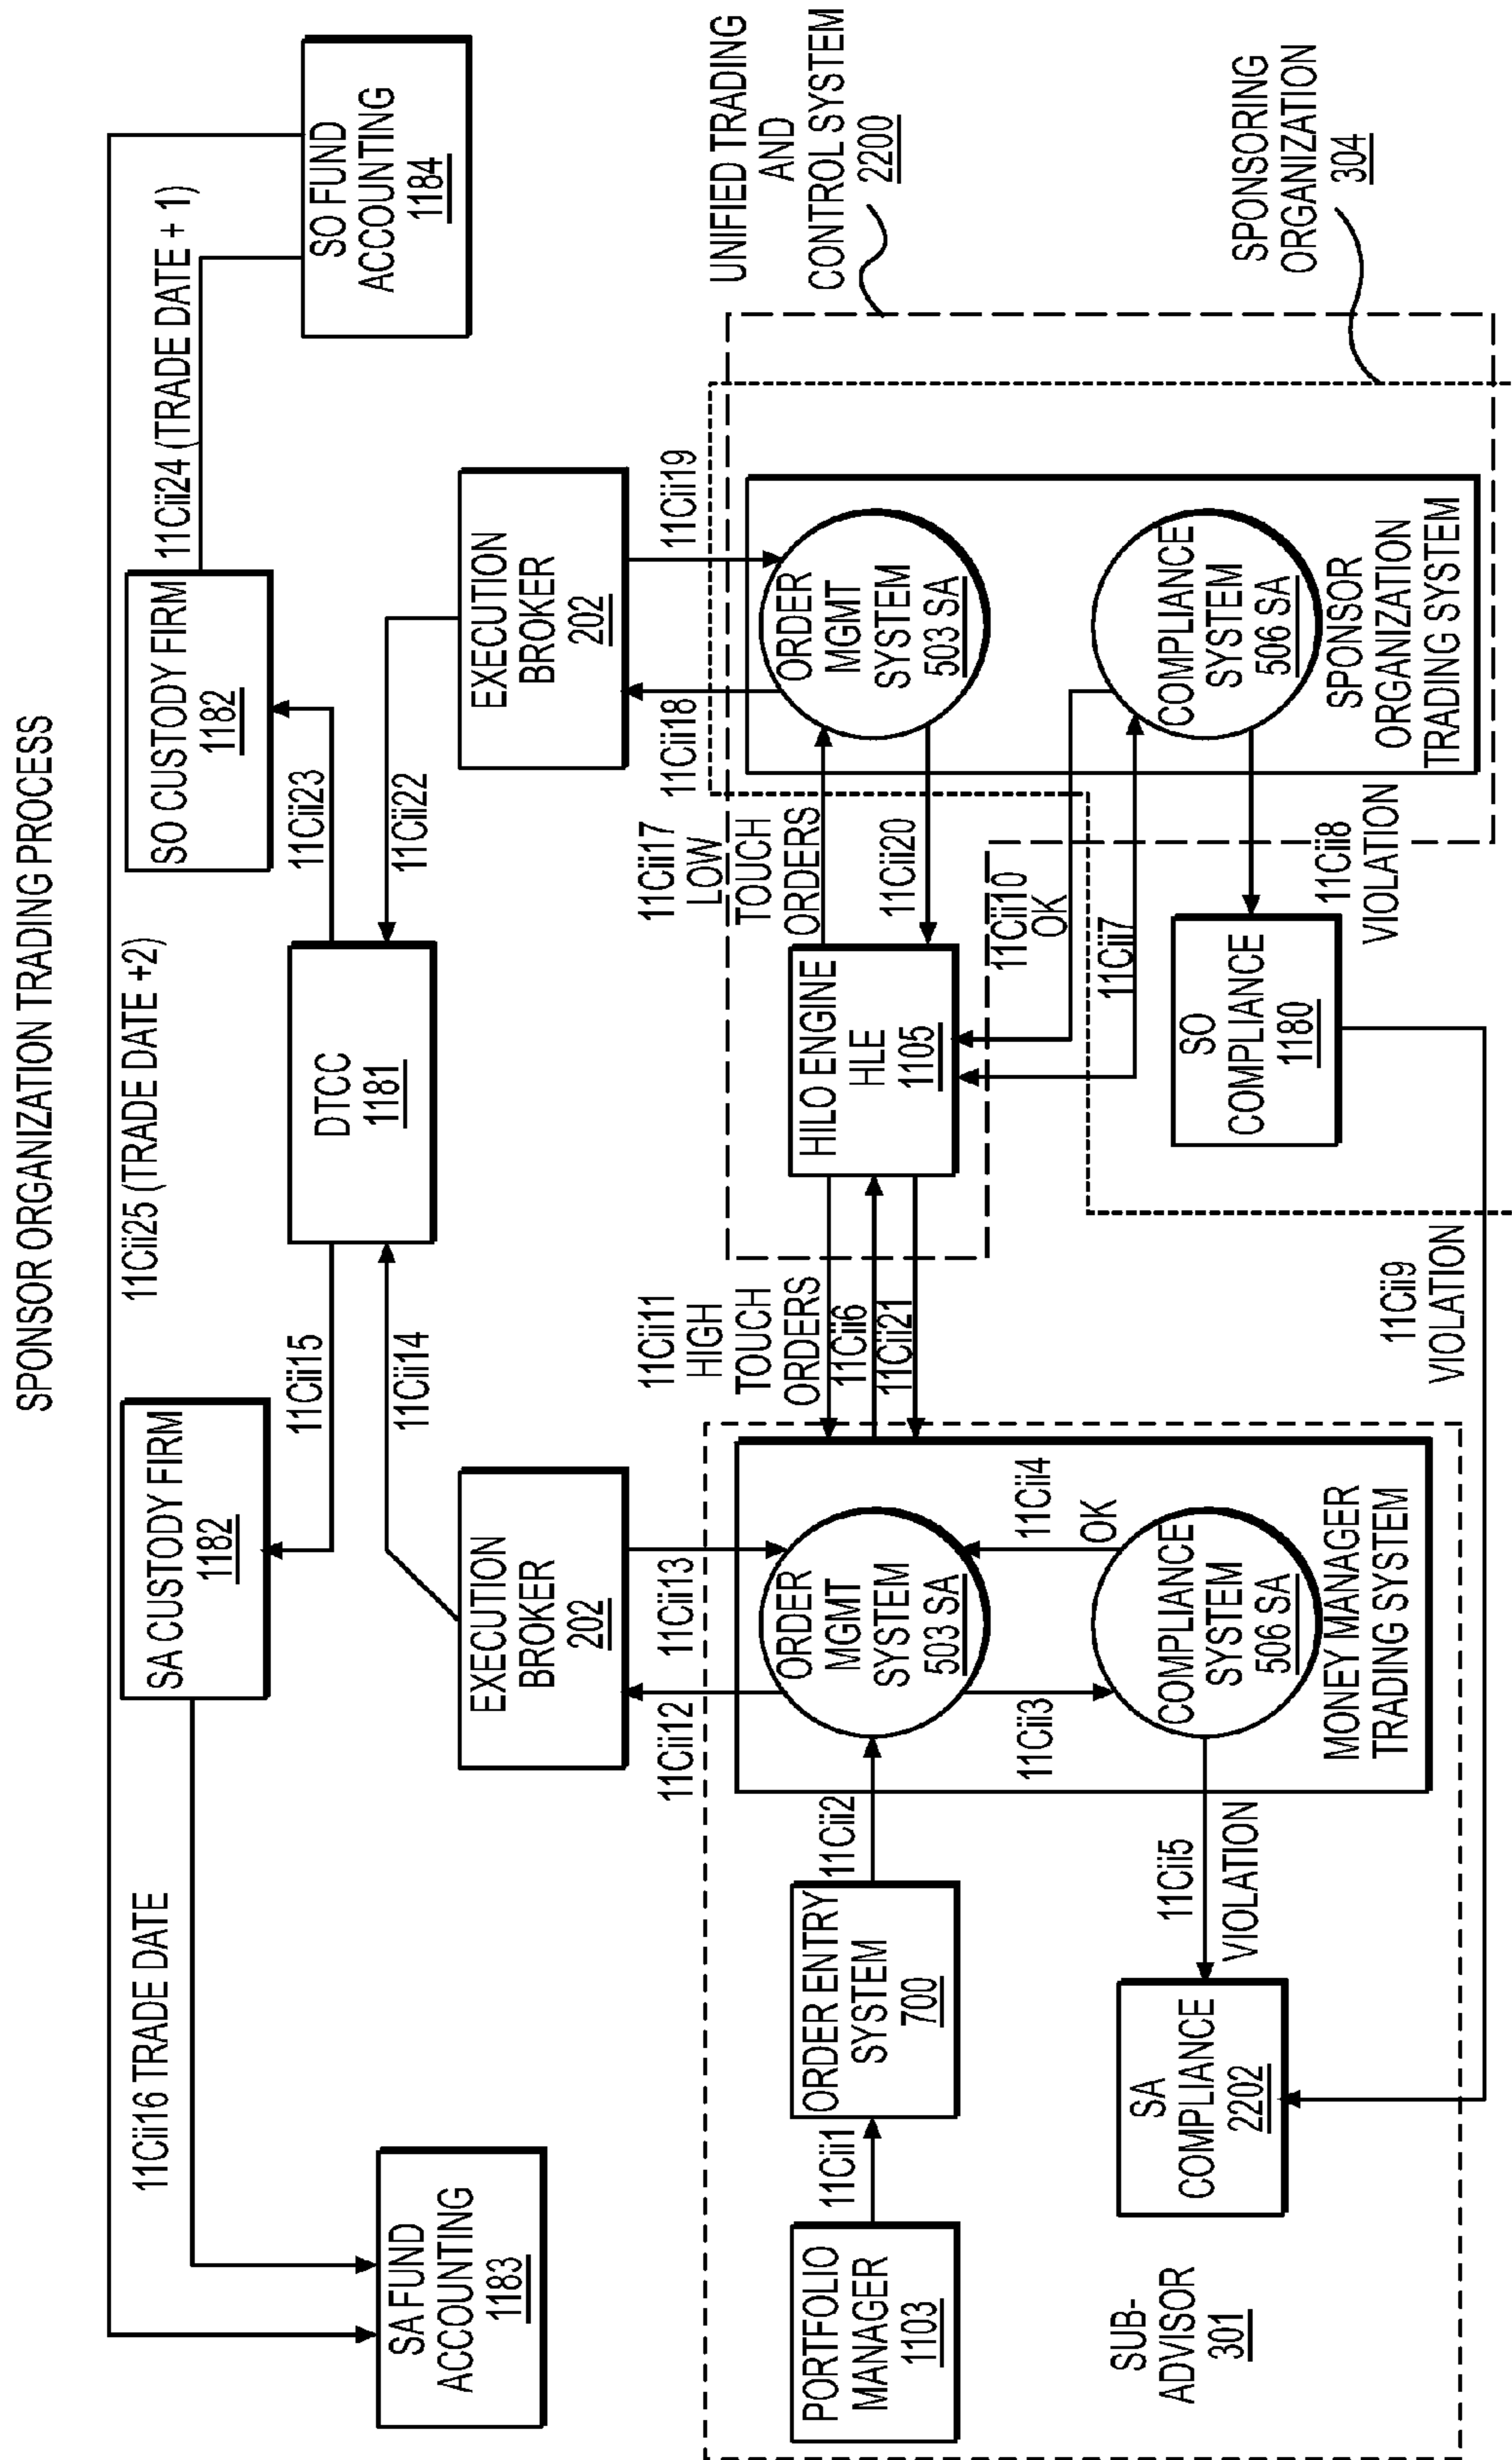 SPONSOR ORGANIZATION TRADING PROCESS
11Cii25 (TRADE DATE +2)
11Cii16 TRADE DATE
SA CUSTODY FIRM
1182
SO CUSTODY FIRM
1182
11Cii24 (TRADE DATE + 1)
11Cii15
DTCC
1181
11Cii23
SA FUND
ACCOUNTING
1183
SO FUND
ACCOUNTING
1184
11Cii14
11Cii22
EXECUTION
BROKER
202
EXECUTION
BROKER
202
11Cii12
11Cii13
11Cii11
HIGH
TOUCH
ORDERS
11Cii17
LOW
TOUCH
ORDERS
11Cii18
11Cii19
UNIFIED TRADING
AND
CONTROL SYSTEM
2200
PORTFOLIO
MANAGER
1103
11Cii1
ORDER ENTRY
SYSTEM
700
11Cii2
ORDER
MGMT
SYSTEM
503 SA
11Cii6
11Cii21
HILO ENGINE
HLE
1105
11Cii20
ORDER
MGMT
SYSTEM
503 SA
11Cii3
11Cii4
OK
11Cii10
OK
11Cii7
SUB-
ADVISOR
301
SA
COMPLIANCE
2202
11Cii5
VIOLATION
COMPLIANCE
SYSTEM
506 SA
MONEY MANAGER
TRADING SYSTEM
SO
COMPLIANCE
1180
11Cii8
VIOLATION
COMPLIANCE
SYSTEM
506 SA
SPONSOR
ORGANIZATION
TRADING SYSTEM
SPONSORING
ORGANIZATION
304
11Cii9
VIOLATION